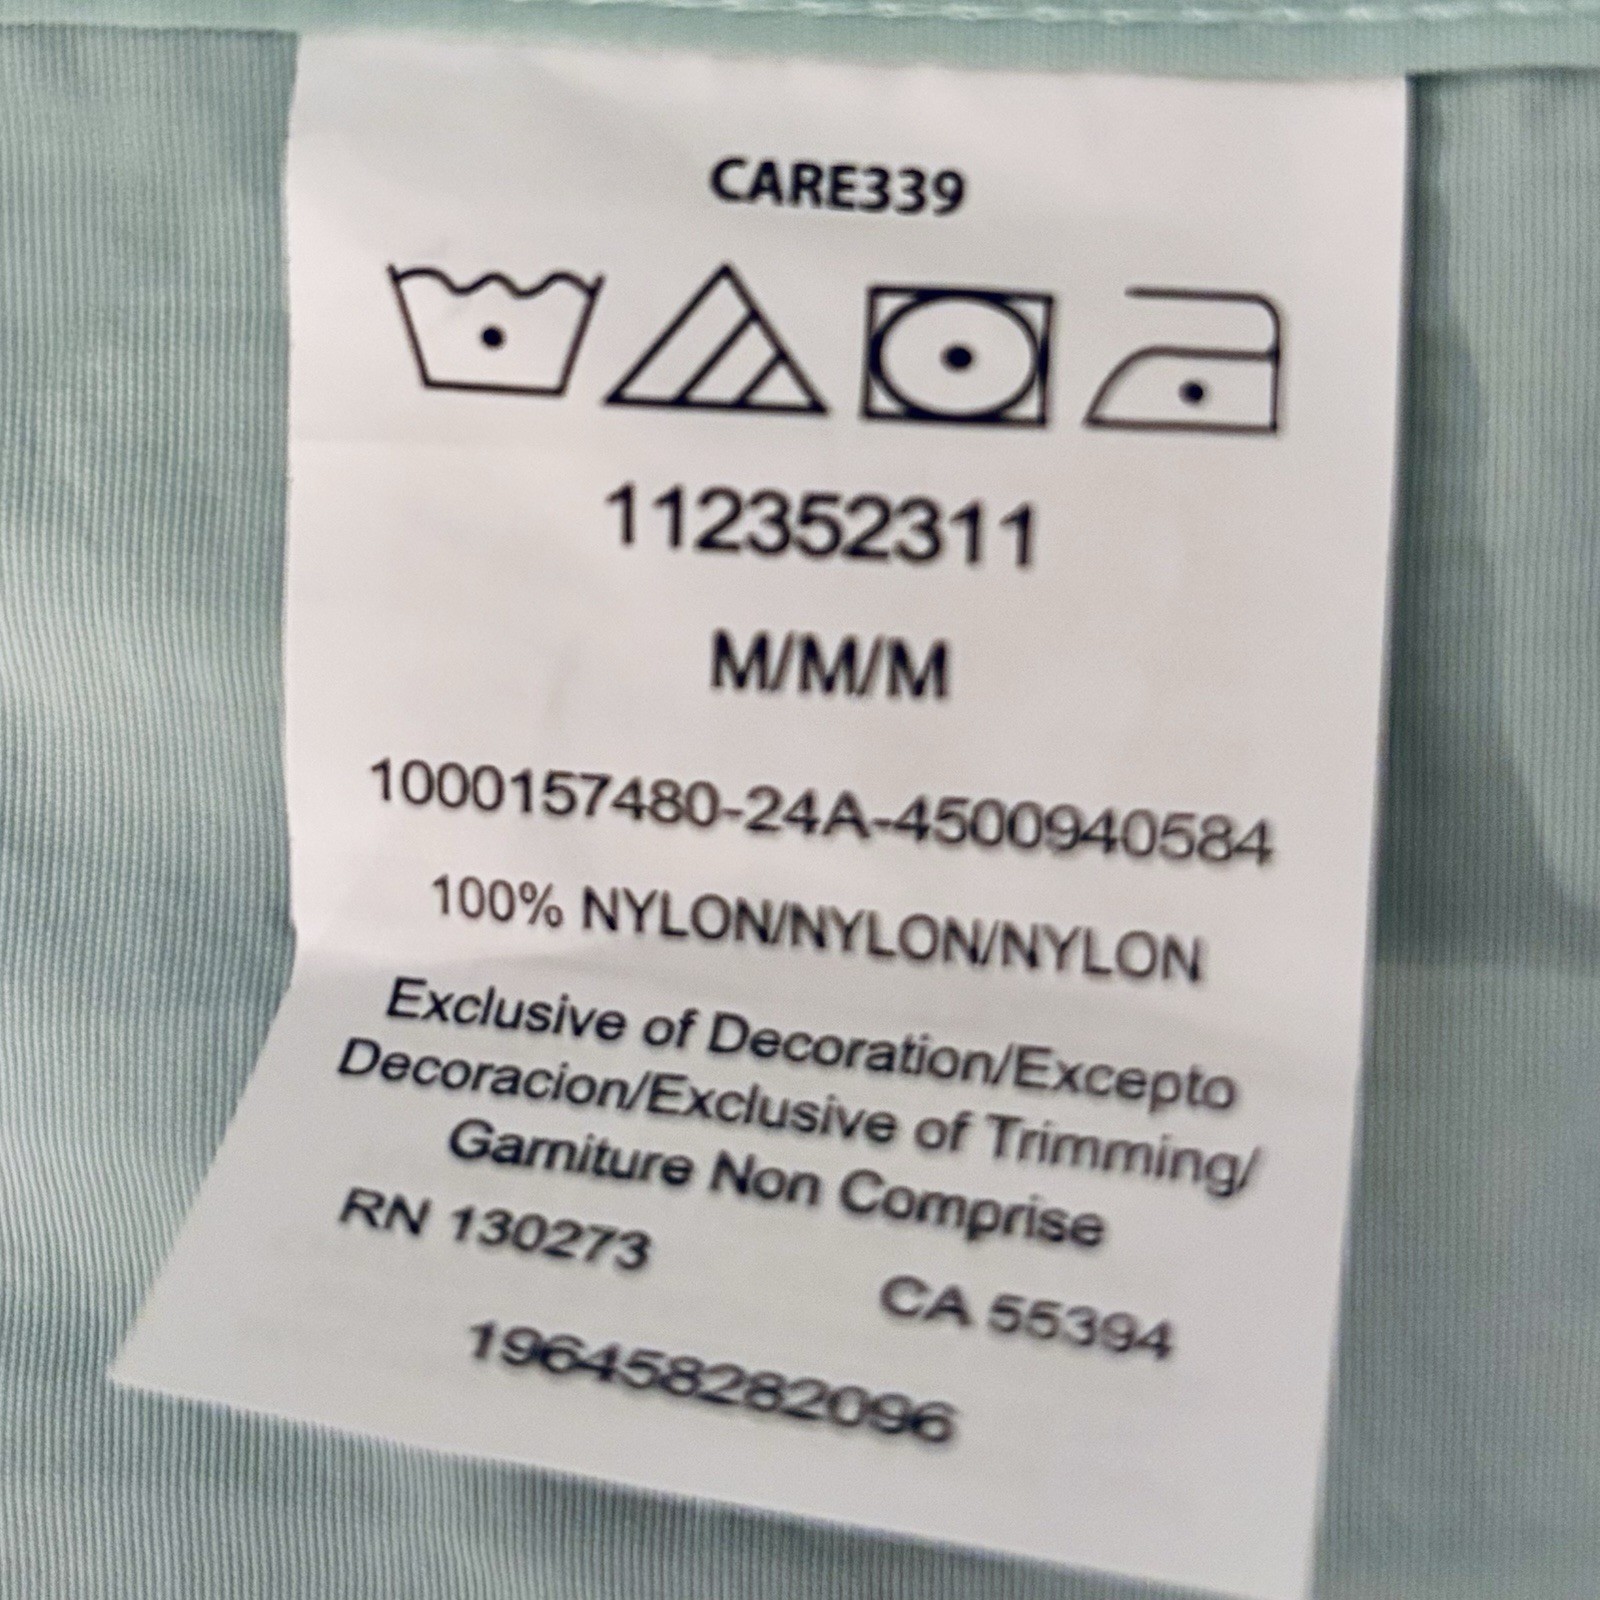 CARE339
112352311
M/M/M
1000157480-24A-4500940584
100% NYLON/NYLON/NYLON
Exclusive of Decoration/Excepto
Decoracion/Exclusive of Trimming/
Garniture Non Comprise
RN 130273
CA 55394
196458282096